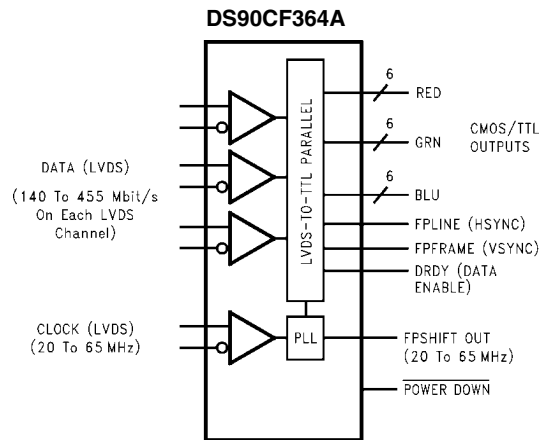 DS90CF364A
DATA (LVDS)
(140 To 455 Mbit/s
On Each LVDS
Channel)
CLOCK (LVDS)
(20 To 65 MHz)
LVDS-TO-TTL PARALLEL
PLL
6
RED
6
GRN
CMOS/TTL
OUTPUTS
6
BLU
FPLINE (HSYNC)
FPFRAME (VSYNC)
DRDY (DATA
ENABLE)
FPSHIFT OUT
(20 To 65 MHz)
POWER DOWN